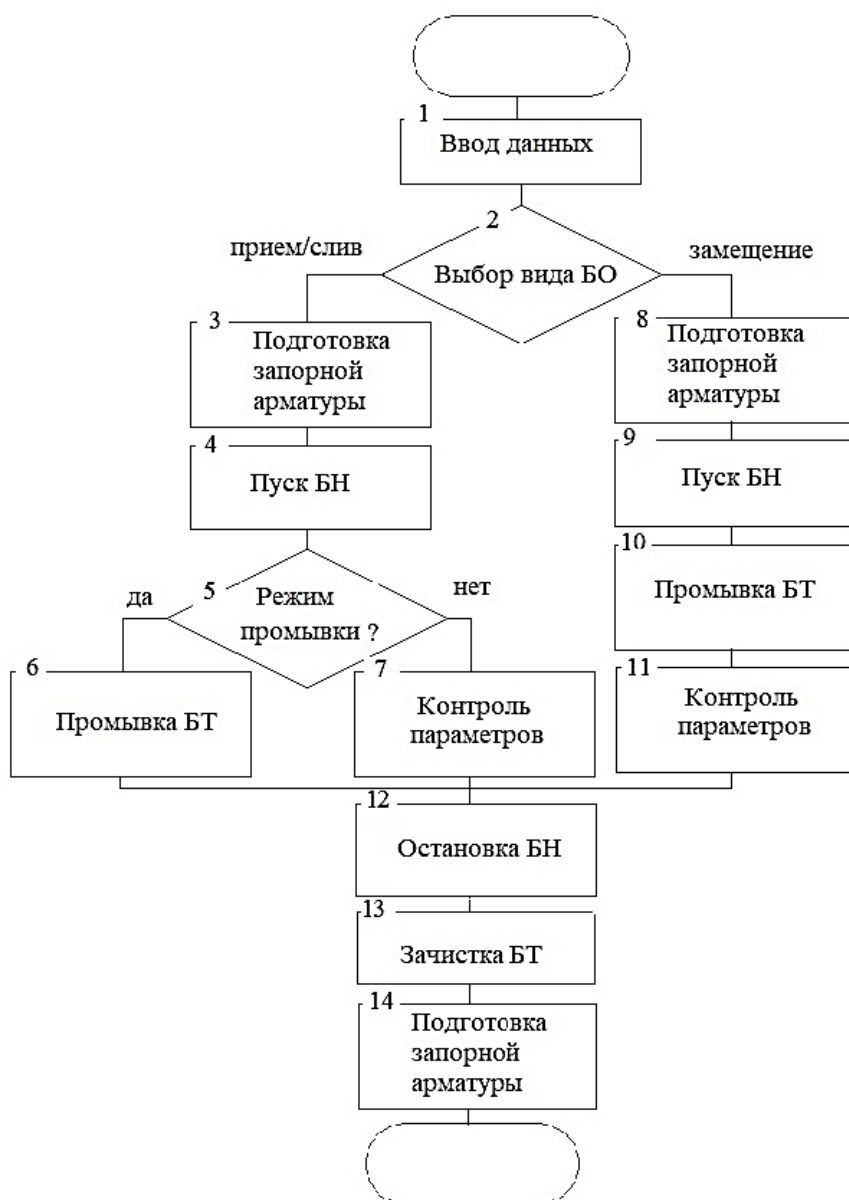 1
Ввод данных
2
прием/слив
замещение
Выбор вида БО
3
Подготовка
запорной
арматуры
8
Подготовка
запорной
арматуры
4
Пуск БН
9
Пуск БН
5
Режим
промывки ?
да
нет
10
Промывка БТ
6
Промывка БТ
7
Контроль
параметров
11
Контроль
параметров
12
Остановка БН
13
Зачистка БТ
14
Подготовка
запорной
арматуры